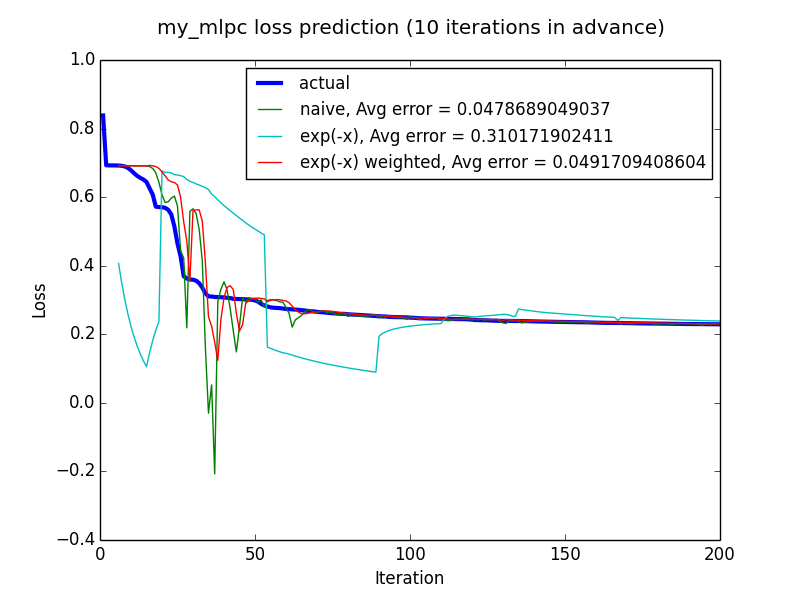 my_mlpc loss prediction (10 iterations in advance)
1.0
actual
naive, Avg error = 0.0478689049037
exp(-x), Avg error = 0.310171902411
exp(-x) weighted, Avg error = 0.0491709408604
0.8
0.6
0.4
Loss
0.2
0.0
−0.2
−0.4
0 50 100 150 200
Iteration